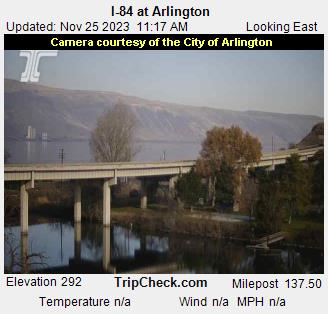 I-84 at Arlington
Updated: Nov 25 2023 11:17 AM Looking East
Camera courtesy of the City of Arlington
Elevation 292 TripCheck.com Milepost 137.50
Temperature n/a Wind n/a MPH n/a